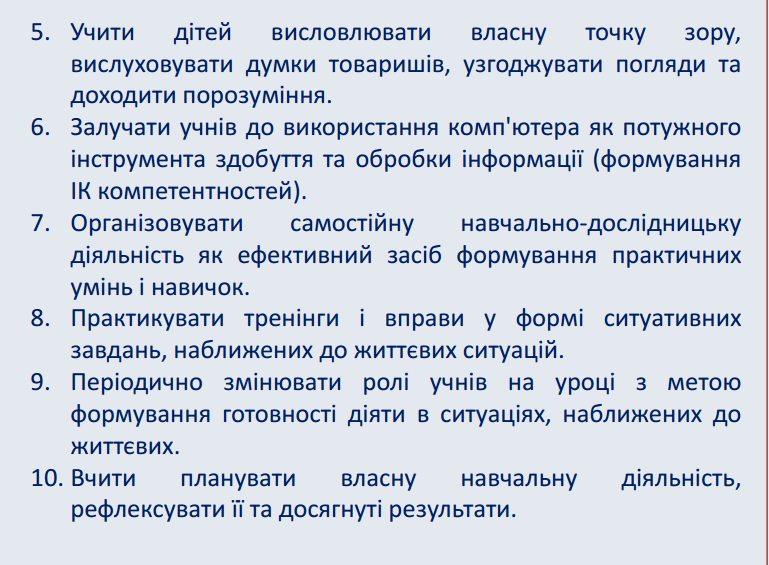 5. Учити дітей висловлювати власну точку зору,
вислуховувати думки товаришів, узгоджувати погляди та
доходити порозуміння.
6. Залучати учнів до використання комп'ютера як потужного
інструмента здобуття та обробки інформації (формування
ІК компетентностей).
7. Організовувати самостійну навчально-дослідницьку
діяльність як ефективний засіб формування практичних
умінь і навичок.
8. Практикувати тренінги і вправи у формі ситуативних
завдань, наближених до життєвих ситуацій.
9. Періодично змінювати ролі учнів на уроці з метою
формування готовності діяти в ситуаціях, наближених до
життєвих.
10. Вчити планувати власну навчальну діяльність,
рефлексувати її та досягнуті результати.